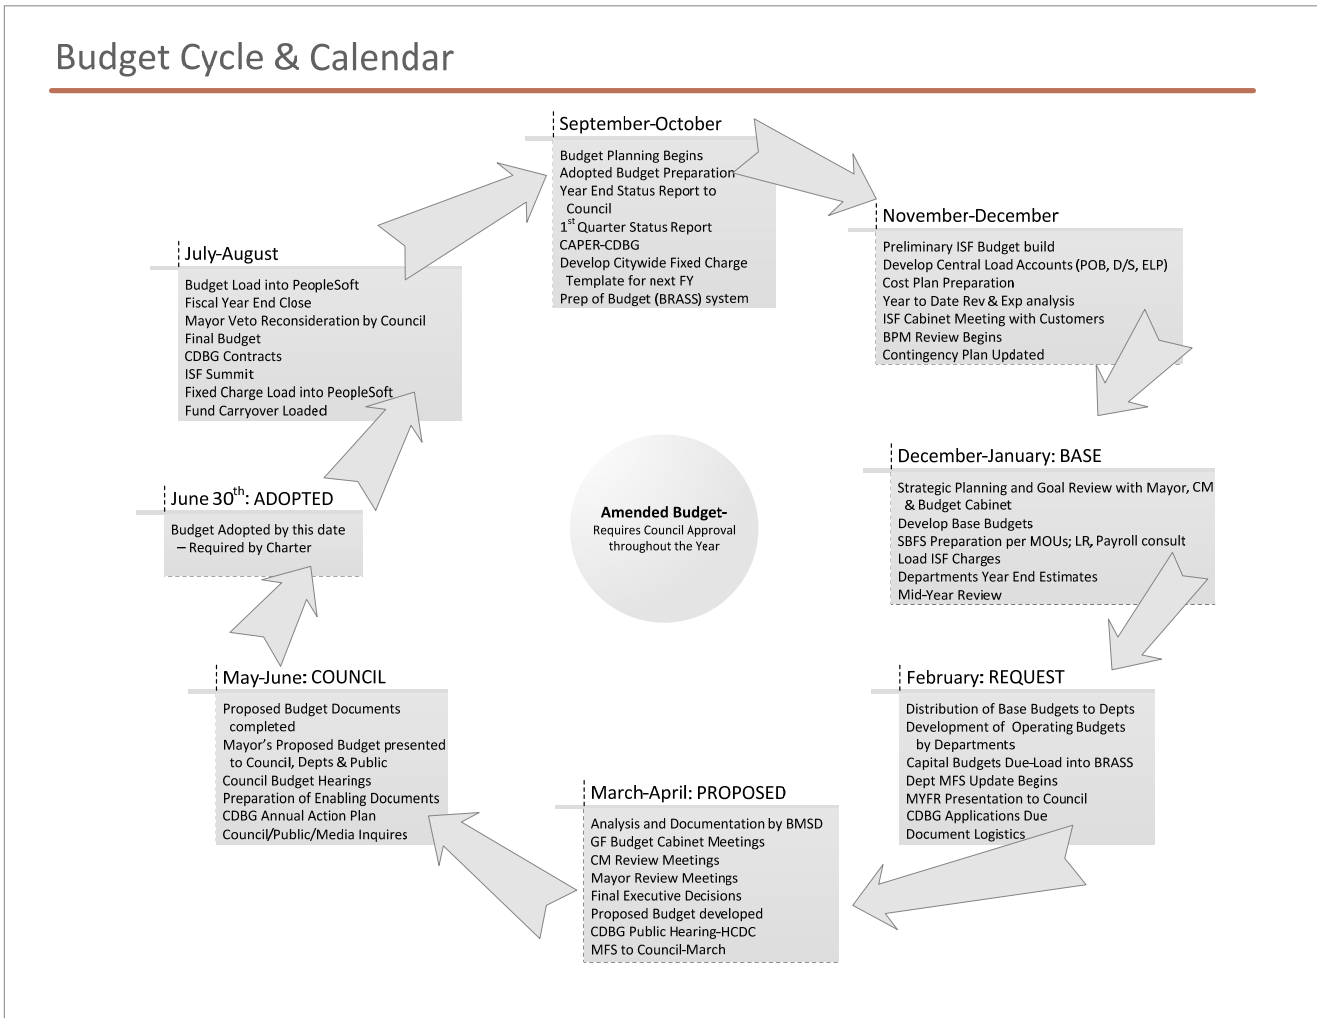 Budget Cycle & Calendar
September-October
Budget Planning Begins
Adopted Budget Preparation
Year End Status Report to
Council
1st Quarter Status Report
CAPER-CDBG
Develop Citywide Fixed Charge
Template for next FY
Prep of Budget (BRASS) system
November-December
Preliminary ISF Budget build
Develop Central Load Accounts (POB, D/S, ELP)
Cost Plan Preparation
Year to Date Rev & Exp analysis
ISF Cabinet Meeting with Customers
BPM Review Begins
Contingency Plan Updated
December-January: BASE
Strategic Planning and Goal Review with Mayor, CM
& Budget Cabinet
Develop Base Budgets
SBFS Preparation per MOUs; LR, Payroll consult
Load ISF Charges
Departments Year End Estimates
Mid-Year Review
February: REQUEST
Distribution of Base Budgets to Depts
Development of Operating Budgets
by Departments
Capital Budgets Due-Load into BRASS
Dept MFS Update Begins
MYFR Presentation to Council
CDBG Applications Due
Document Logistics
March-April: PROPOSED
Analysis and Documentation by BMSD
GF Budget Cabinet Meetings
CM Review Meetings
Mayor Review Meetings
Final Executive Decisions
Proposed Budget developed
CDBG Public Hearing-HCDC
MFS to Council-March
May-June: COUNCIL
Proposed Budget Documents
completed
Mayor's Proposed Budget presented
to Council, Depts & Public
Council Budget Hearings
Preparation of Enabling Documents
CDBG Annual Action Plan
Council/Public/Media Inquires
June 30th: ADOPTED
Budget Adopted by this date
– Required by Charter
July-August
Budget Load into PeopleSoft
Fiscal Year End Close
Mayor Veto Reconsideration by Council
Final Budget
CDBG Contracts
ISF Summit
Fixed Charge Load into PeopleSoft
Fund Carryover Loaded
Amended Budget-
Requires Council Approval
throughout the Year